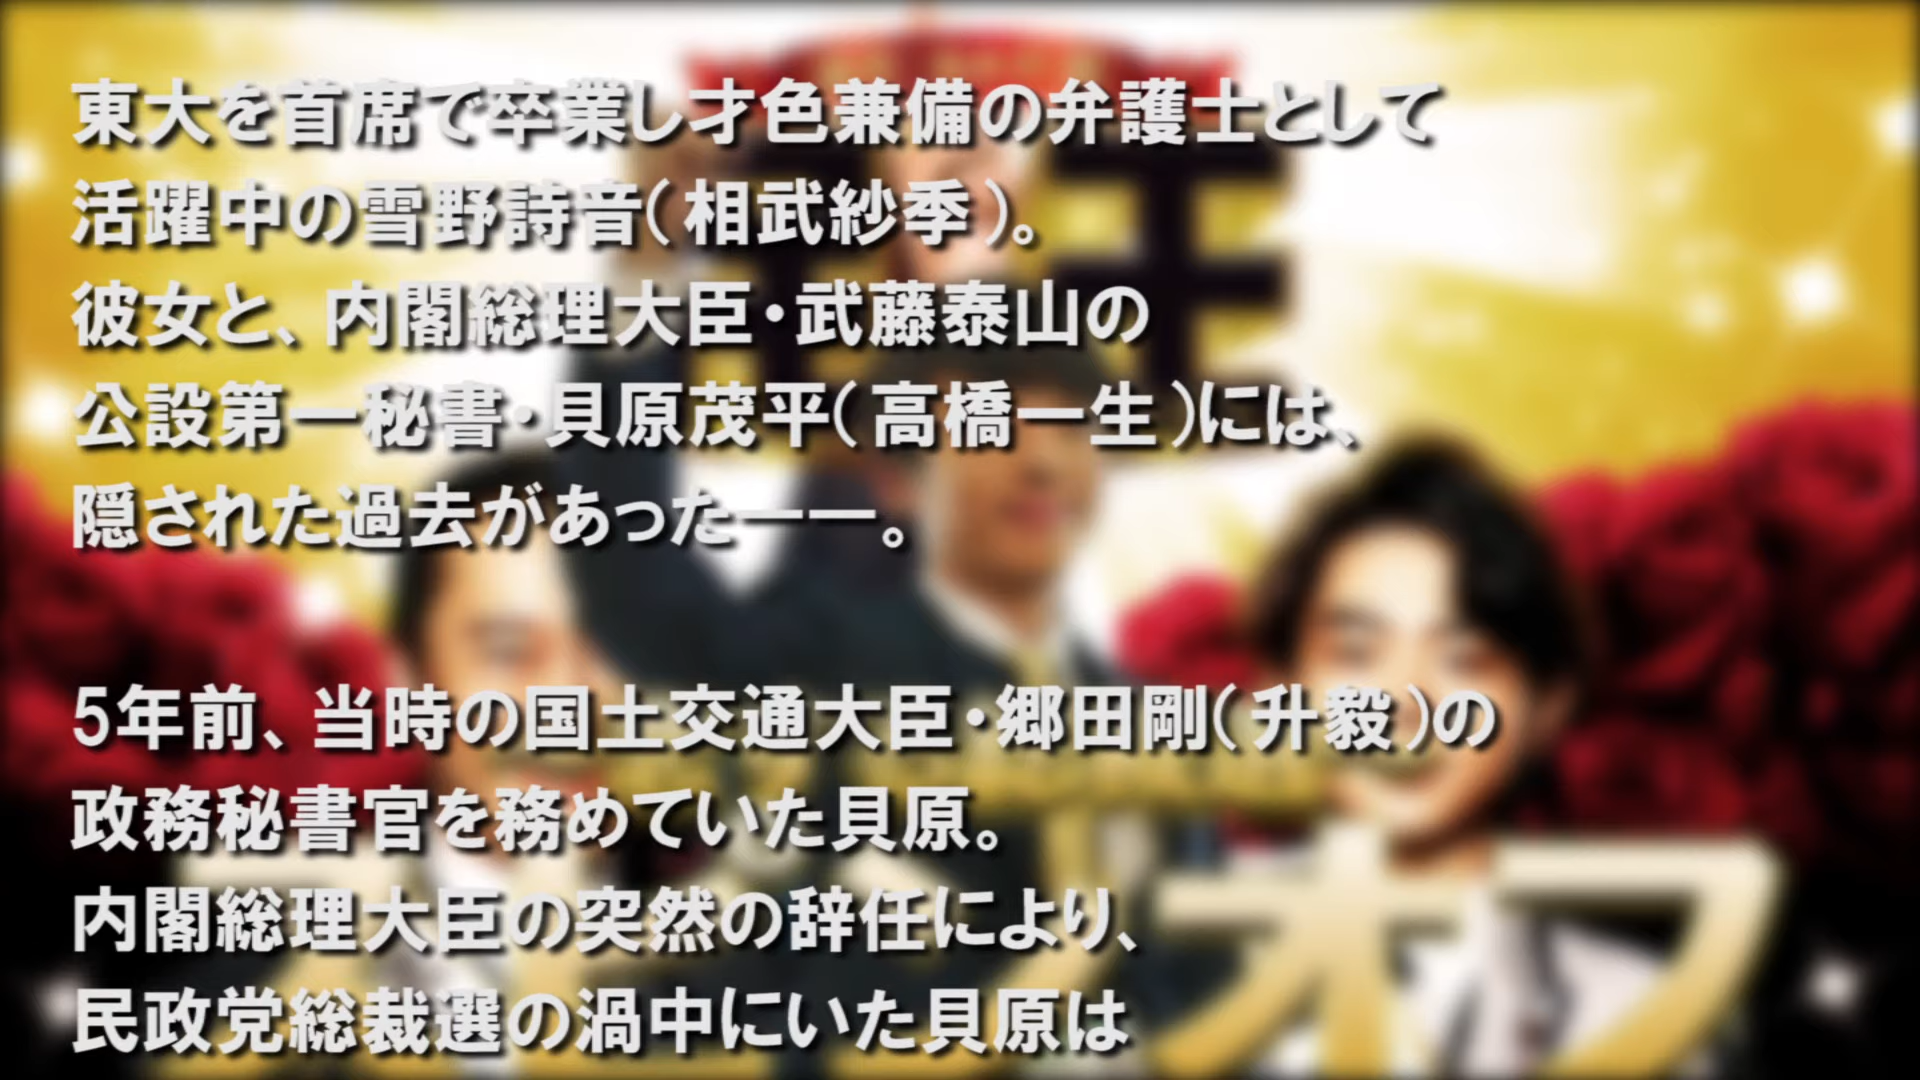 東大を首席で卒業し才色兼備の弁護士として
活躍中の雪野詩音（相武紗季）。
彼女と、内閣総理大臣・武藤泰山の
公設第一秘書・貝原茂平（高橋一生）には、
隠された過去があった――。
5年前、当時の国土交通大臣・郷田剛（升毅）の
政務秘書官を務めていた貝原。
内閣総理大臣の突然の辞任により、
民政党総裁選の渦中にいた貝原は